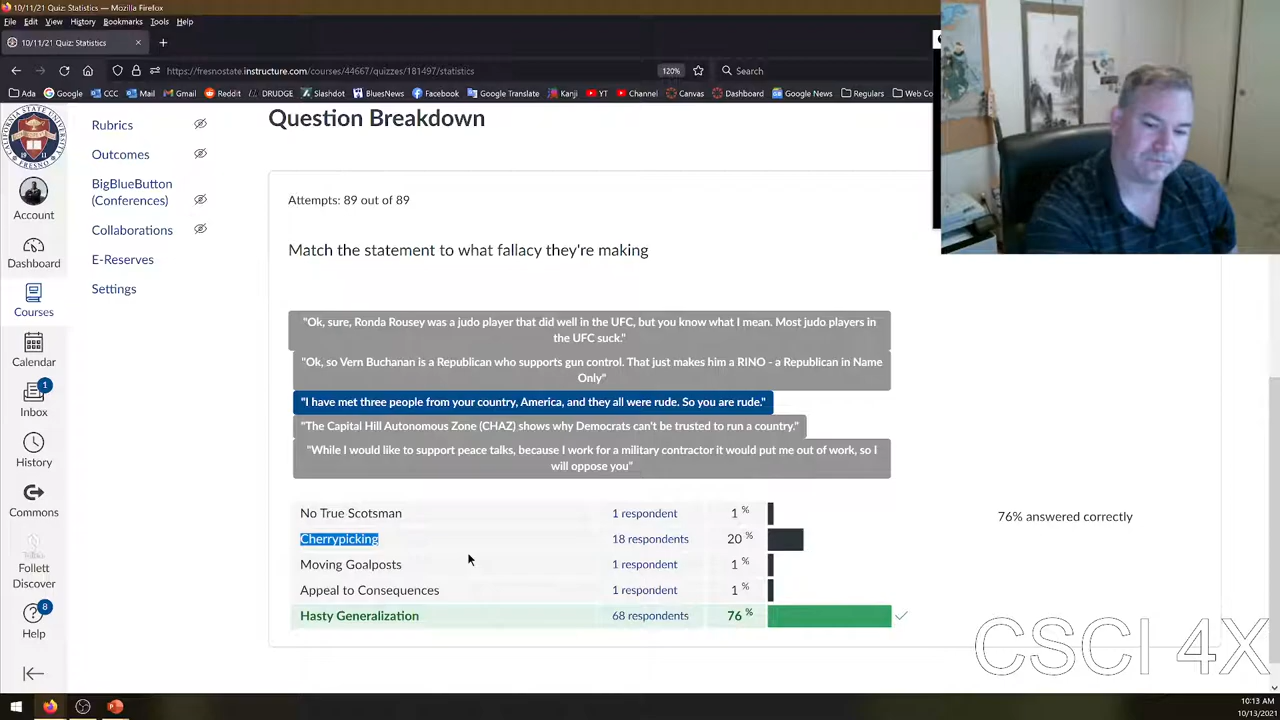 10/11/21 Quiz: Statistics — Mozilla Firefox
File Edit View History Bookmarks Tools Help
10/11/21 Quiz: Statistics
https://fresnostate.instructure.com/courses/44667/quizzes/181497/statistics
120%
Search
Ada Google CCC Mail Gmail Reddit DRUDGE Slashdot BluesNews Facebook Google Translate Kanji YT Channel Canvas Dashboard Google News Regulars Web Co
Account
Dashboard
Courses
Calendar
1
Inbox
History
Commons
Follett
Discover
8
Help
Rubrics
Outcomes
BigBlueButton
(Conferences)
Collaborations
E-Reserves
Settings
Question Breakdown
Attempts: 89 out of 89
Match the statement to what fallacy they're making
"Ok, sure, Ronda Rousey was a judo player that did well in the UFC, but you know what I mean. Most judo players in
the UFC suck."
"Ok, so Vern Buchanan is a Republican who supports gun control. That just makes him a RINO - a Republican in Name
Only"
"I have met three people from your country, America, and they all were rude. So you are rude."
"The Capital Hill Autonomous Zone (CHAZ) shows why Democrats can't be trusted to run a country."
"While I would like to support peace talks, because I work for a military contractor it would put me out of work, so I
will oppose you"
No True Scotsman 1 respondent 1 %
Cherrypicking 18 respondents 20 %
Moving Goalposts 1 respondent 1 %
Appeal to Consequences 1 respondent 1 %
Hasty Generalization 68 respondents 76 %
76% answered correctly
CSCI 4X
10:13 AM
10/13/2021